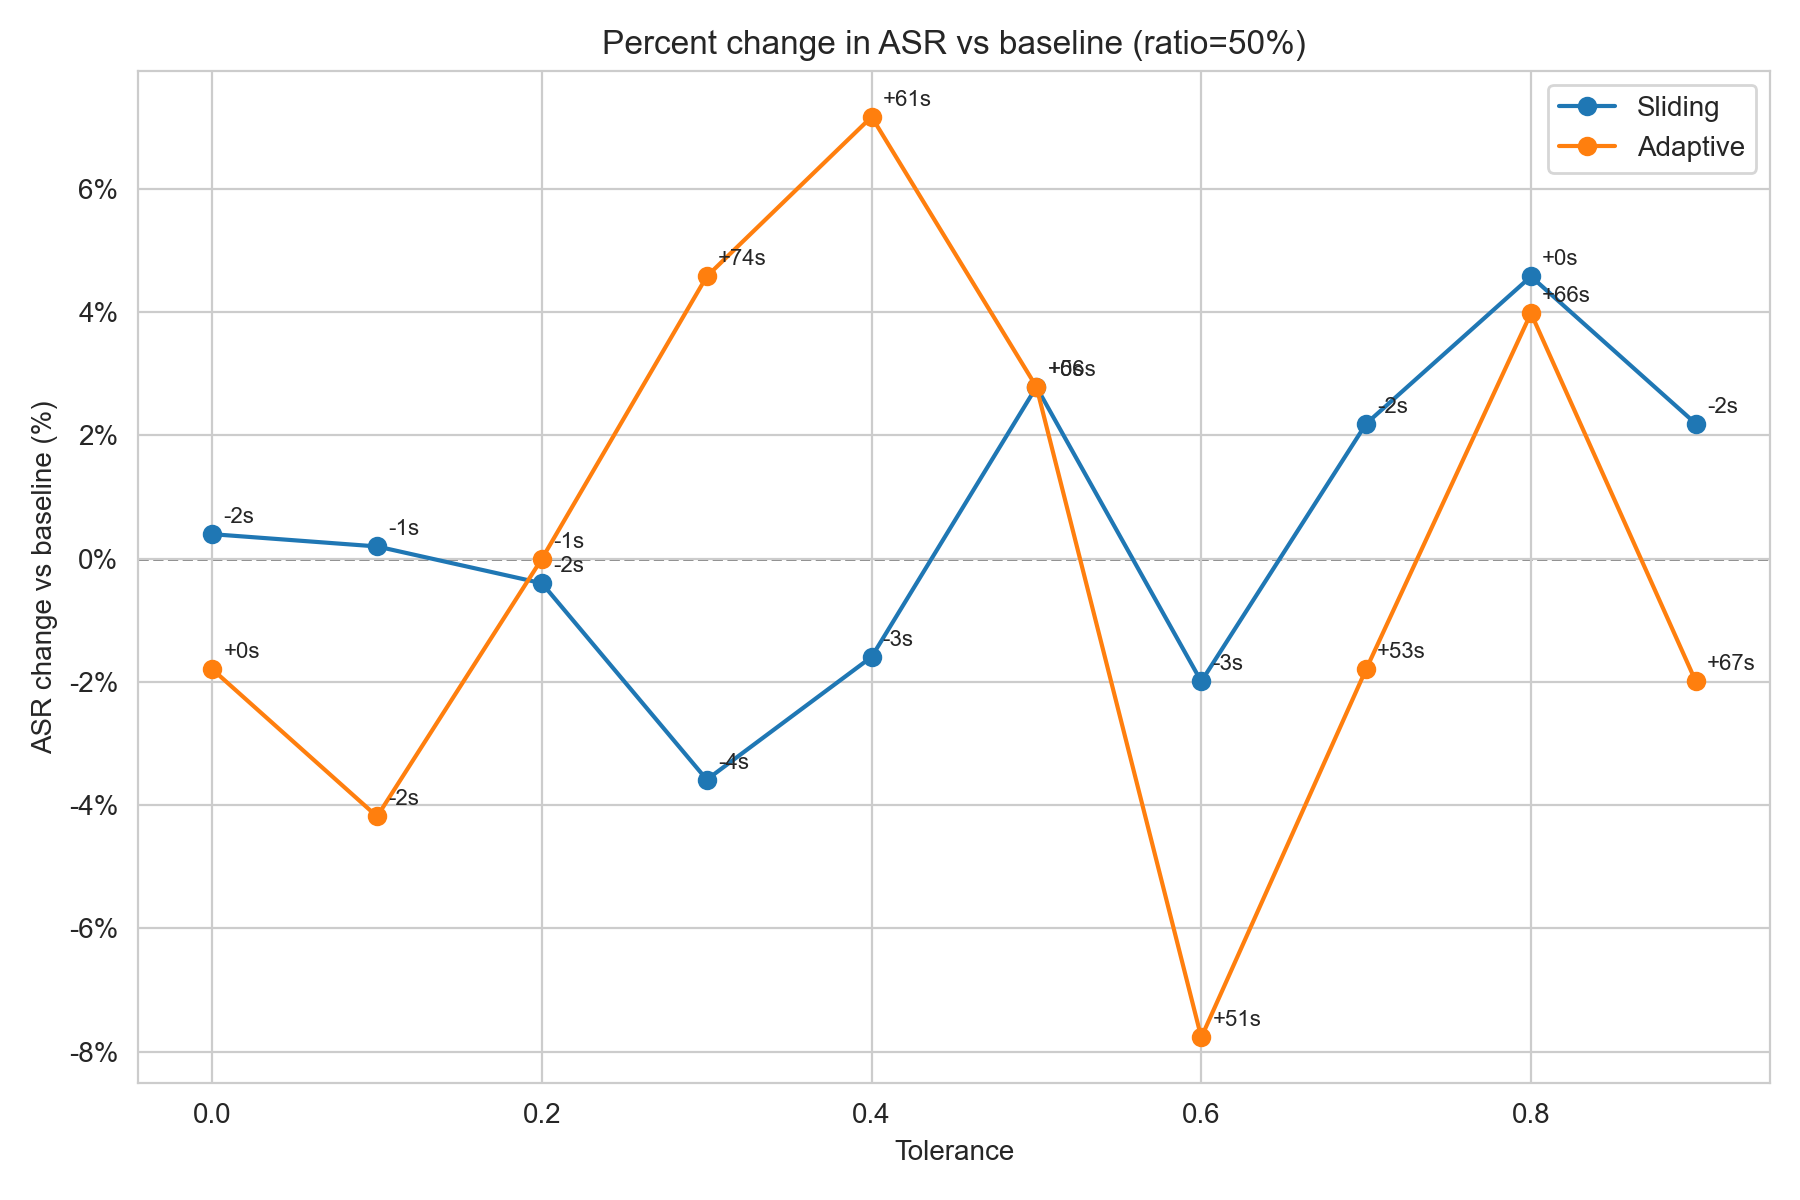 Percent change in ASR vs baseline (ratio=50%)
Sliding
Adaptive
ASR change vs baseline (%)
6%
4%
2%
0%
-2%
-4%
-6%
-8%
+61s
+74s
+0s
+66s
-2s
-2s
-2s
-1s
-1s
-2s
+0s
-3s
-3s
+53s
+67s
-4s
-2s
+51s
0.0
0.2
0.4
0.6
0.8
Tolerance